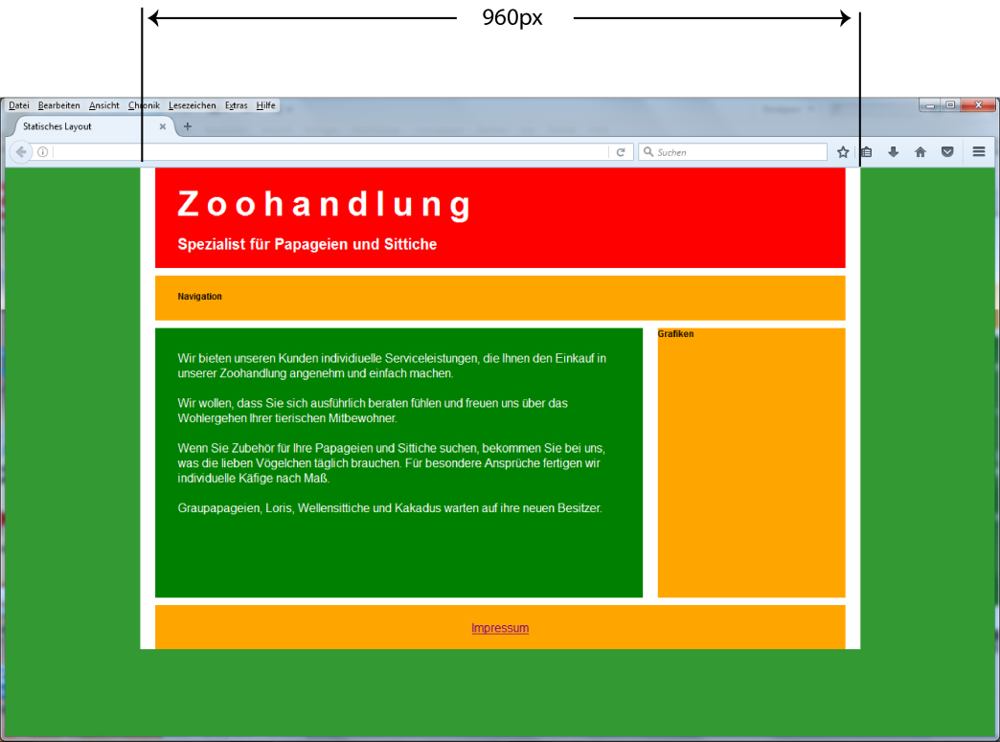 960px
Datei Bearbeiten Ansicht Chronik Lesezeichen Extras Hilfe
Statisches Layout
Suchen
Zoohandlung
Spezialist für Papageien und Sittiche
Navigation
Wir bieten unseren Kunden individiuelle Serviceleistungen, die Ihnen den Einkauf in
unserer Zoohandlung angenehm und einfach machen.
Wir wollen, dass Sie sich ausführlich beraten fühlen und freuen uns über das
Wohlergehen Ihrer tierischen Mitbewohner.
Wenn Sie Zubehör für Ihre Papageien und Sittiche suchen, bekommen Sie bei uns,
was die lieben Vögelchen täglich brauchen. Für besondere Ansprüche fertigen wir
individuelle Käfige nach Maß.
Graupapageien, Loris, Wellensittiche und Kakadus warten auf ihre neuen Besitzer.
Grafiken
Impressum